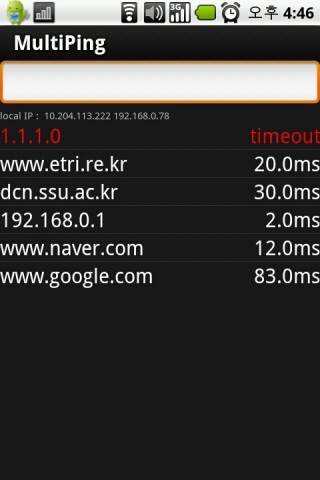 3G 오후 4:46
MultiPing
local IP : 10.204.113.222 192.168.0.78
1.1.1.0 timeout
www.etri.re.kr 20.0ms
dcn.ssu.ac.kr 30.0ms
192.168.0.1 2.0ms
www.naver.com 12.0ms
www.google.com 83.0ms